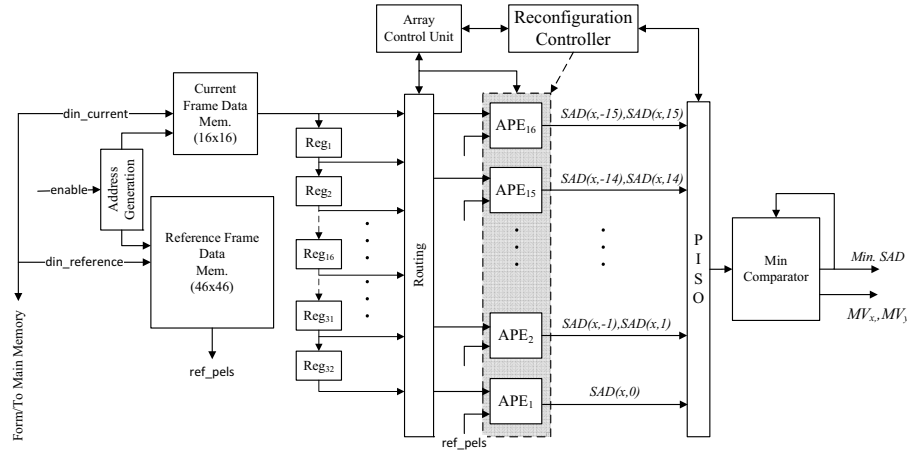 Array
Control Unit
Reconfiguration
Controller
Current
Frame Data
Mem.
(16x16)
din_current
enable
Address
Generation
Reference Frame
Data
Mem.
(46x46)
din_reference
ref_pels
Form/To Main Memory
Reg1
Reg2
Reg16
Reg31
Reg32
Routing
APE16
APE15
APE2
APE1
ref_pels
SAD(x,-15),SAD(x,15)
SAD(x,-14),SAD(x,14)
SAD(x,-1),SAD(x,1)
SAD(x,0)
PISO
Min
Comparator
Min. SAD
MVx,,MVy